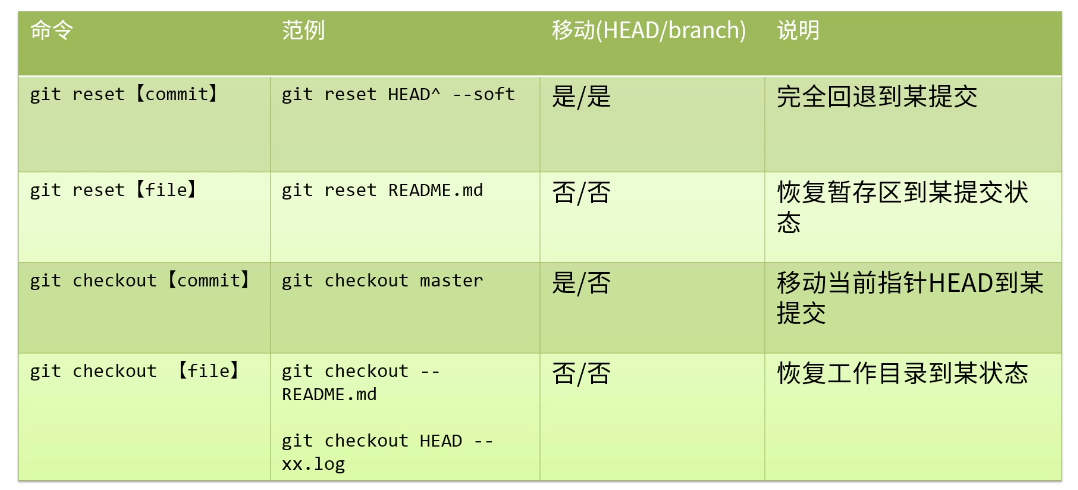 命令 范例 移动(HEAD/branch) 说明
git reset【commit】 git reset HEAD^ --soft 是/是 完全回退到某提交
git reset【file】 git reset README.md 否/否 恢复暂存区到某提交状
态
git checkout【commit】 git checkout master 是/否 移动当前指针HEAD到某
提交
git checkout 【file】 git checkout -- 否/否 恢复工作目录到某状态
README.md
git checkout HEAD --
xx.log